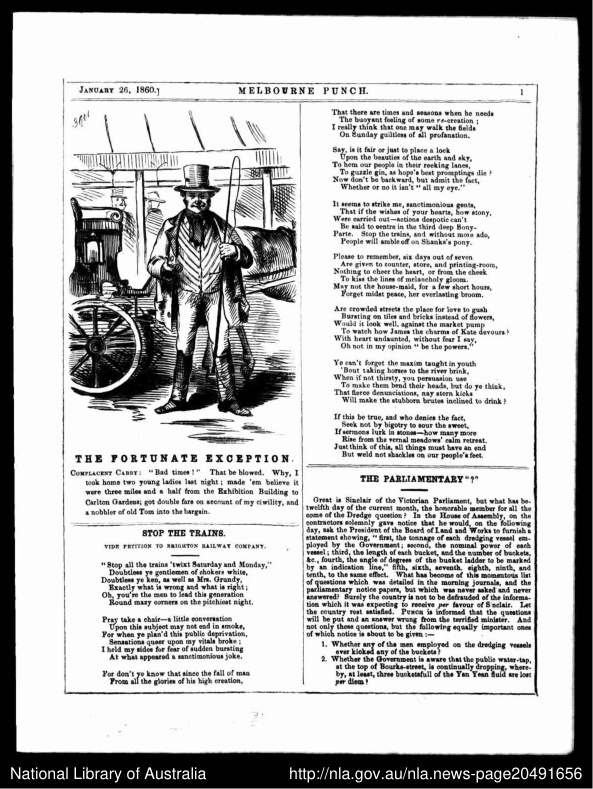 JANUARY 26, 1860.]
MELBOURNE PUNCH.
1
THE FORTUNATE EXCEPTION.
COMPLACENT CABBY: "Bad times!" That be blowed. Why, I
took home two young ladies last night; made 'em believe it
were three miles and a half from the Exhibition Building to
Carlton Gardens; got double fare on account of my ciwility, and
a nobbler of old Tom into the bargain.
STOP THE TRAINS.
VIDE PETITION TO BRIGHTON RAILWAY COMPANY.
"Stop all the trains 'twixt Saturday and Monday,"
Doubtless ye gentlemen of chokers white,
Doubtless ye ken, as well as Mrs. Grundy,
Exactly what is wrong and what is right;
Oh, you're the men to lead this generation
Round many corners on the pitchiest night.
Pray take a chair—a little conversation
Upon this subject may not end in smoke,
For when ye plan'd this public deprivation,
Sensations queer upon my vitals broke;
I held my sides for fear of sudden bursting
At what appeared a sanctimonious joke.
For don't ye know that since the fall of man
From all the glories of his high creation,
That there are times and seasons when he needs
The buoyant feeling of some re-creation;
I really think that one may walk the fields
On Sunday guiltless of all profanation.
Say, is it fair or just to place a lock
Upon the beauties of the earth and sky,
To hem our people in their reeking lanes,
To guzzle gin, as hope's best promptings die?
Now don't be backward, but admit the fact,
Whether or no it isn't "all my eye."
It seems to strike me, sanctimonious gents,
That if the wishes of your hearts, how stony,
Were carried out—actions despotic can't
Be said to centre in the third deep Bony-
Parte. Stop the trains, and without more ado,
People will amble off on Shanks's pony.
Please to remember, six days out of seven
Are given to counter, store, and printing-room,
Nothing to cheer the heart, or from the cheek
To kiss the lines of melancholy gloom.
May not the house-maid, for a few short hours,
Forget midst peace, her everlasting broom.
Are crowded streets the place for love to gush
Bursting on tiles and bricks instead of flowers,
Would it look well, against the market pump
To watch how James the charms of Kate devours?
With heart undaunted, without fear I say,
Oh not in my opinion "be the powers."
Ye can't forget the maxim taught in youth
'Bout taking horses to the river brink,
When if not thirsty, you persuasion use
To make them bend their heads, but do ye think,
That fierce denunciations, nay stern kicks
Will make the stubborn brutes inclined to drink?
If this be true, and who denies the fact,
Seek not by bigotry to sour the sweet,
If sermons lurk in stones—how many more
Rise from the vernal meadows' calm retreat.
Just think of this, all things must have an end
But weld not shackles on our people's feet.
THE PARLIAMENTARY "?"
Great is Sinclair of the Victorian Parliament, but what has be-
twelfth day of the current month, the honorable member for all the
come of the Dredge question? In the House of Assembly, on the
contractors solemnly gave notice that he would, on the following
day, ask the President of the Board of Land and Works to furnish a
statement showing, "first, the tonnage of each dredging vessel em-
ployed by the Government; second, the nominal power of each
vessel; third, the length of each bucket, and the number of buckets,
&c., fourth, the angle of degrees of the bucket ladder to be marked
by an indication line," fifth, sixth, seventh, eighth, ninth, and
tenth, to the same effect. What has become of this momentous list
of questions which was detailed in the morning journals, and the
parliamentary notice papers, but which was never asked and never
answered? Surely the country is not to be defrauded of the informa-
tion which it was expecting to receive per favour of Sinclair. Let
the country rest satisfied. PUNCH is informed that the questions
will be put and an answer wrung from the terrified minister. And
not only these questions, but the following equally important ones
of which notice is about to be given:—
1. Whether any of the men employed on the dredging vessels
ever kicked any of the buckets?
2. Whether the Government is aware that the public water-tap,
at the top of Bourke-street, is continually dropping, where-
by, at least, three bucketsfull of the Yan Yean fluid are lost
per diem!
National Library of Australia
http://nla.gov.au/nla.news-page20491656